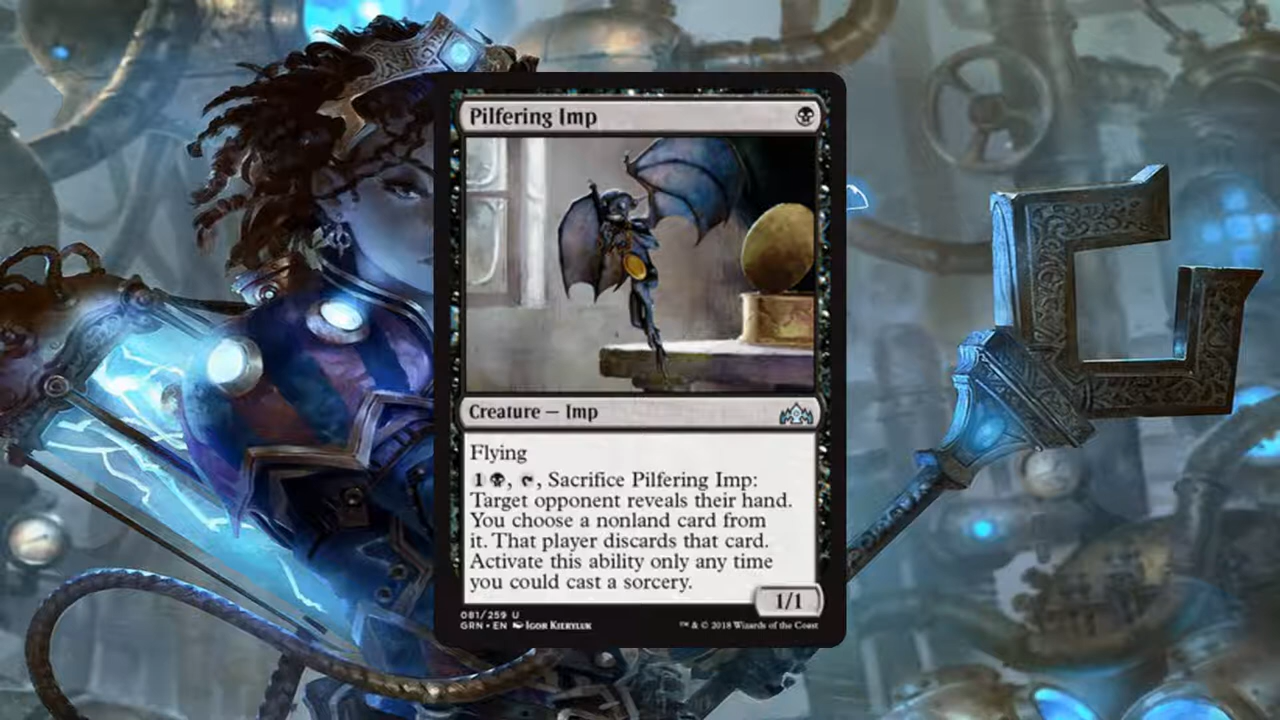 Pilfering Imp
Creature — Imp
Flying
1, , Sacrifice Pilfering Imp:
Target opponent reveals their hand.
You choose a nonland card from
it. That player discards that card.
Activate this ability only any time
you could cast a sorcery.
1/1
081/259 U
GRN • EN Igor Kieryluk
™ & © 2018 Wizards of the Coast